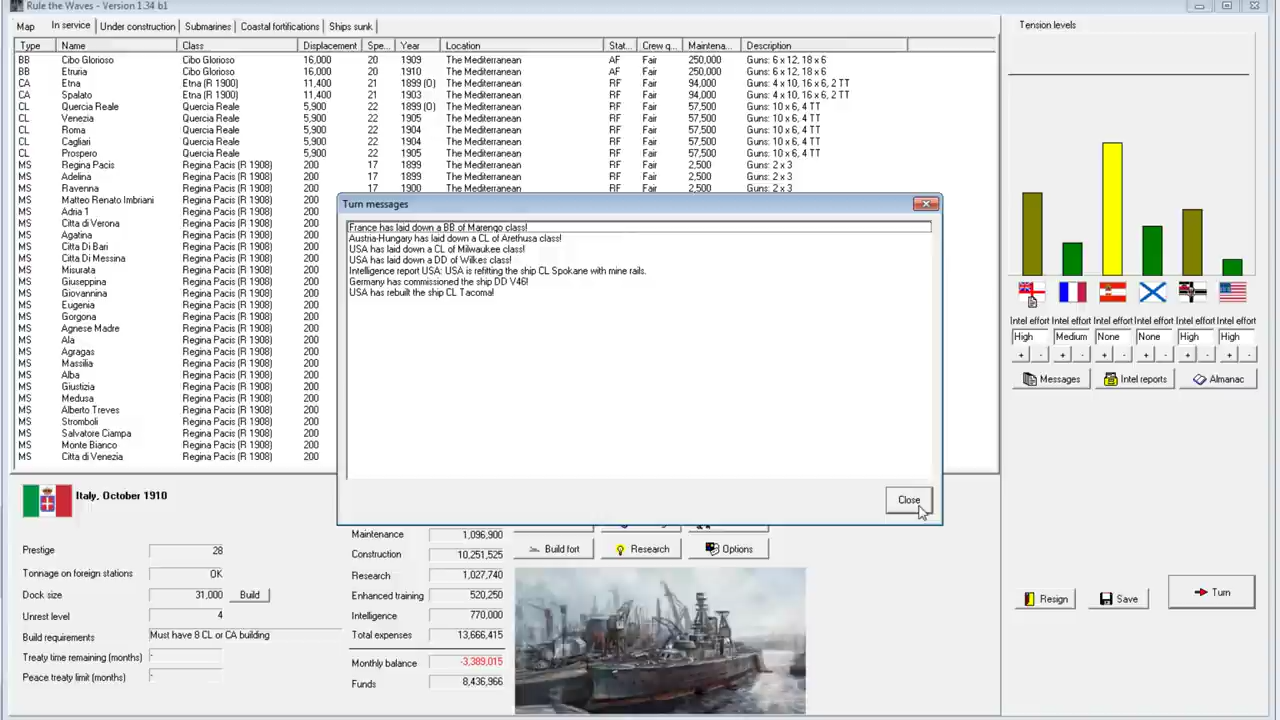 Rule the Waves - Version 1.34 b1
Map In service Under construction Submarines Coastal fortifications Ships sunk
Type Name Class Displacement Spe... Year Location Stat... Crew q... Maintena... Description
BB Cibo Glorioso Cibo Glorioso 16,000 20 1909 The Mediterranean AF Fair 250,000 Guns: 6 x 12, 18 x 6
BB Etruria Cibo Glorioso 16,000 20 1910 The Mediterranean AF Fair 250,000 Guns: 6 x 12, 18 x 6
CA Etna Etna (R 1900) 11,400 21 1899 (O) The Mediterranean RF Fair 94,000 Guns: 4 x 10, 16 x 6, 2 TT
CA Spalato Etna (R 1900) 11,400 21 1903 The Mediterranean RF Fair 94,000 Guns: 4 x 10, 16 x 6, 2 TT
CL Quercia Reale Quercia Reale 5,900 22 1899 (O) The Mediterranean RF Fair 57,500 Guns: 10 x 6, 4 TT
CL Venezia Quercia Reale 5,900 22 1905 The Mediterranean RF Fair 57,500 Guns: 10 x 6, 4 TT
CL Roma Quercia Reale 5,900 22 1904 The Mediterranean RF Fair 57,500 Guns: 10 x 6, 4 TT
CL Cagliari Quercia Reale 5,900 22 1904 The Mediterranean RF Fair 57,500 Guns: 10 x 6, 4 TT
CL Prospero Quercia Reale 5,900 22 1905 The Mediterranean RF Fair 57,500 Guns: 10 x 6, 4 TT
MS Regina Pacis Regina Pacis (R 1908) 200 17 1899 The Mediterranean RF Fair 2,500 Guns: 2 x 3
MS Adelina Regina Pacis (R 1908) 200 17 1899 The Mediterranean RF Fair 2,500 Guns: 2 x 3
MS Ravenna Regina Pacis (R 1908) 200 17 1900 The Mediterranean RF Fair 2,500 Guns: 2 x 3
MS Matteo Renato Imbriani Regina Pacis (R 1908) 200
MS Adria 1 Regina Pacis (R 1908) 200
MS Citta di Verona Regina Pacis (R 1908) 200
MS Agatina Regina Pacis (R 1908) 200
MS Citta Di Bari Regina Pacis (R 1908) 200
MS Citta Di Messina Regina Pacis (R 1908) 200
MS Misurata Regina Pacis (R 1908) 200
MS Giuseppina Regina Pacis (R 1908) 200
MS Giovannina Regina Pacis (R 1908) 200
MS Eugenia Regina Pacis (R 1908) 200
MS Gorgona Regina Pacis (R 1908) 200
MS Agnese Madre Regina Pacis (R 1908) 200
MS Ala Regina Pacis (R 1908) 200
MS Agragas Regina Pacis (R 1908) 200
MS Massilia Regina Pacis (R 1908) 200
MS Alba Regina Pacis (R 1908) 200
MS Giustizia Regina Pacis (R 1908) 200
MS Medusa Regina Pacis (R 1908) 200
MS Alberto Treves Regina Pacis (R 1908) 200
MS Stromboli Regina Pacis (R 1908) 200
MS Salvatore Ciampa Regina Pacis (R 1908) 200
MS Monte Bianco Regina Pacis (R 1908) 200
MS Citta di Venezia Regina Pacis (R 1908) 200
Turn messages
France has laid down a BB of Marengo class!
Austria-Hungary has laid down a CL of Arethusa class!
USA has laid down a CL of Milwaukee class!
USA has laid down a DD of Wilkes class!
Intelligence report USA: USA is refitting the ship CL Spokane with mine rails.
Germany has commissioned the ship DD V46!
USA has rebuilt the ship CL Tacoma!
Close
Tension levels
Intel effort Intel effort Intel effort Intel effort Intel effort Intel effort
High Medium None None High High
+ - + - + - + - + - + -
Messages Intel reports Almanac
Italy, October 1910
Prestige 28
Tonnage on foreign stations OK
Dock size 31,000 Build
Unrest level 4
Build requirements Must have 8 CL or CA building
Treaty time remaining (months) -
Peace treaty limit (months) -
Maintenance 1,096,900
Construction 10,251,525
Research 1,027,740
Enhanced training 520,250
Intelligence 770,000
Total expenses 13,666,415
Monthly balance -3,389,015
Funds 8,436,966
Build fort Research Options
Resign Save Turn